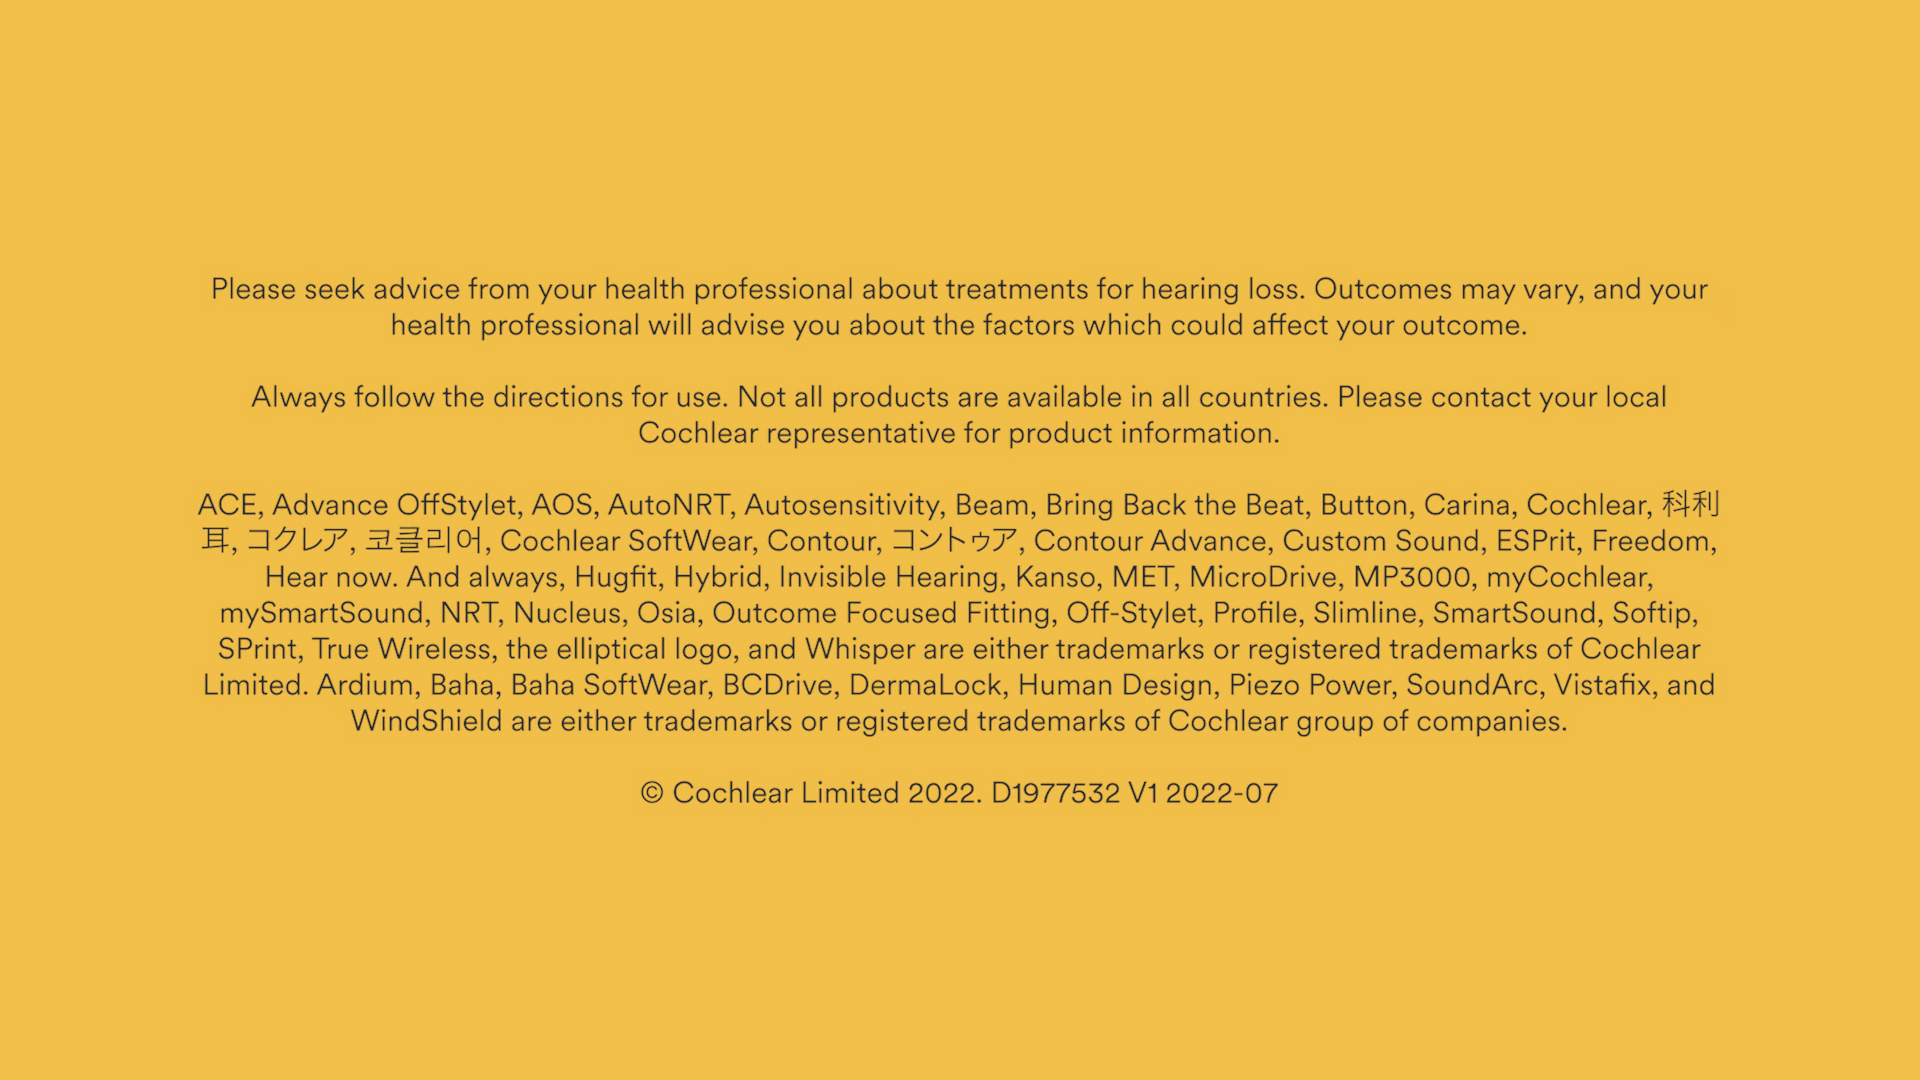 Please seek advice from your health professional about treatments for hearing loss. Outcomes may vary, and your
health professional will advise you about the factors which could affect your outcome.
Always follow the directions for use. Not all products are available in all countries. Please contact your local
Cochlear representative for product information.
ACE, Advance OffStylet, AOS, AutoNRT, Autosensitivity, Beam, Bring Back the Beat, Button, Carina, Cochlear, 科利
耳, コクレア, 코클리어, Cochlear SoftWear, Contour, コントゥア, Contour Advance, Custom Sound, ESPrit, Freedom,
Hear now. And always, Hugfit, Hybrid, Invisible Hearing, Kanso, MET, MicroDrive, MP3000, myCochlear,
mySmartSound, NRT, Nucleus, Osia, Outcome Focused Fitting, Off-Stylet, Profile, Slimline, SmartSound, Softip,
SPrint, True Wireless, the elliptical logo, and Whisper are either trademarks or registered trademarks of Cochlear
Limited. Ardium, Baha, Baha SoftWear, BCDrive, DermaLock, Human Design, Piezo Power, SoundArc, Vistafix, and
WindShield are either trademarks or registered trademarks of Cochlear group of companies.
© Cochlear Limited 2022. D1977532 V1 2022-07